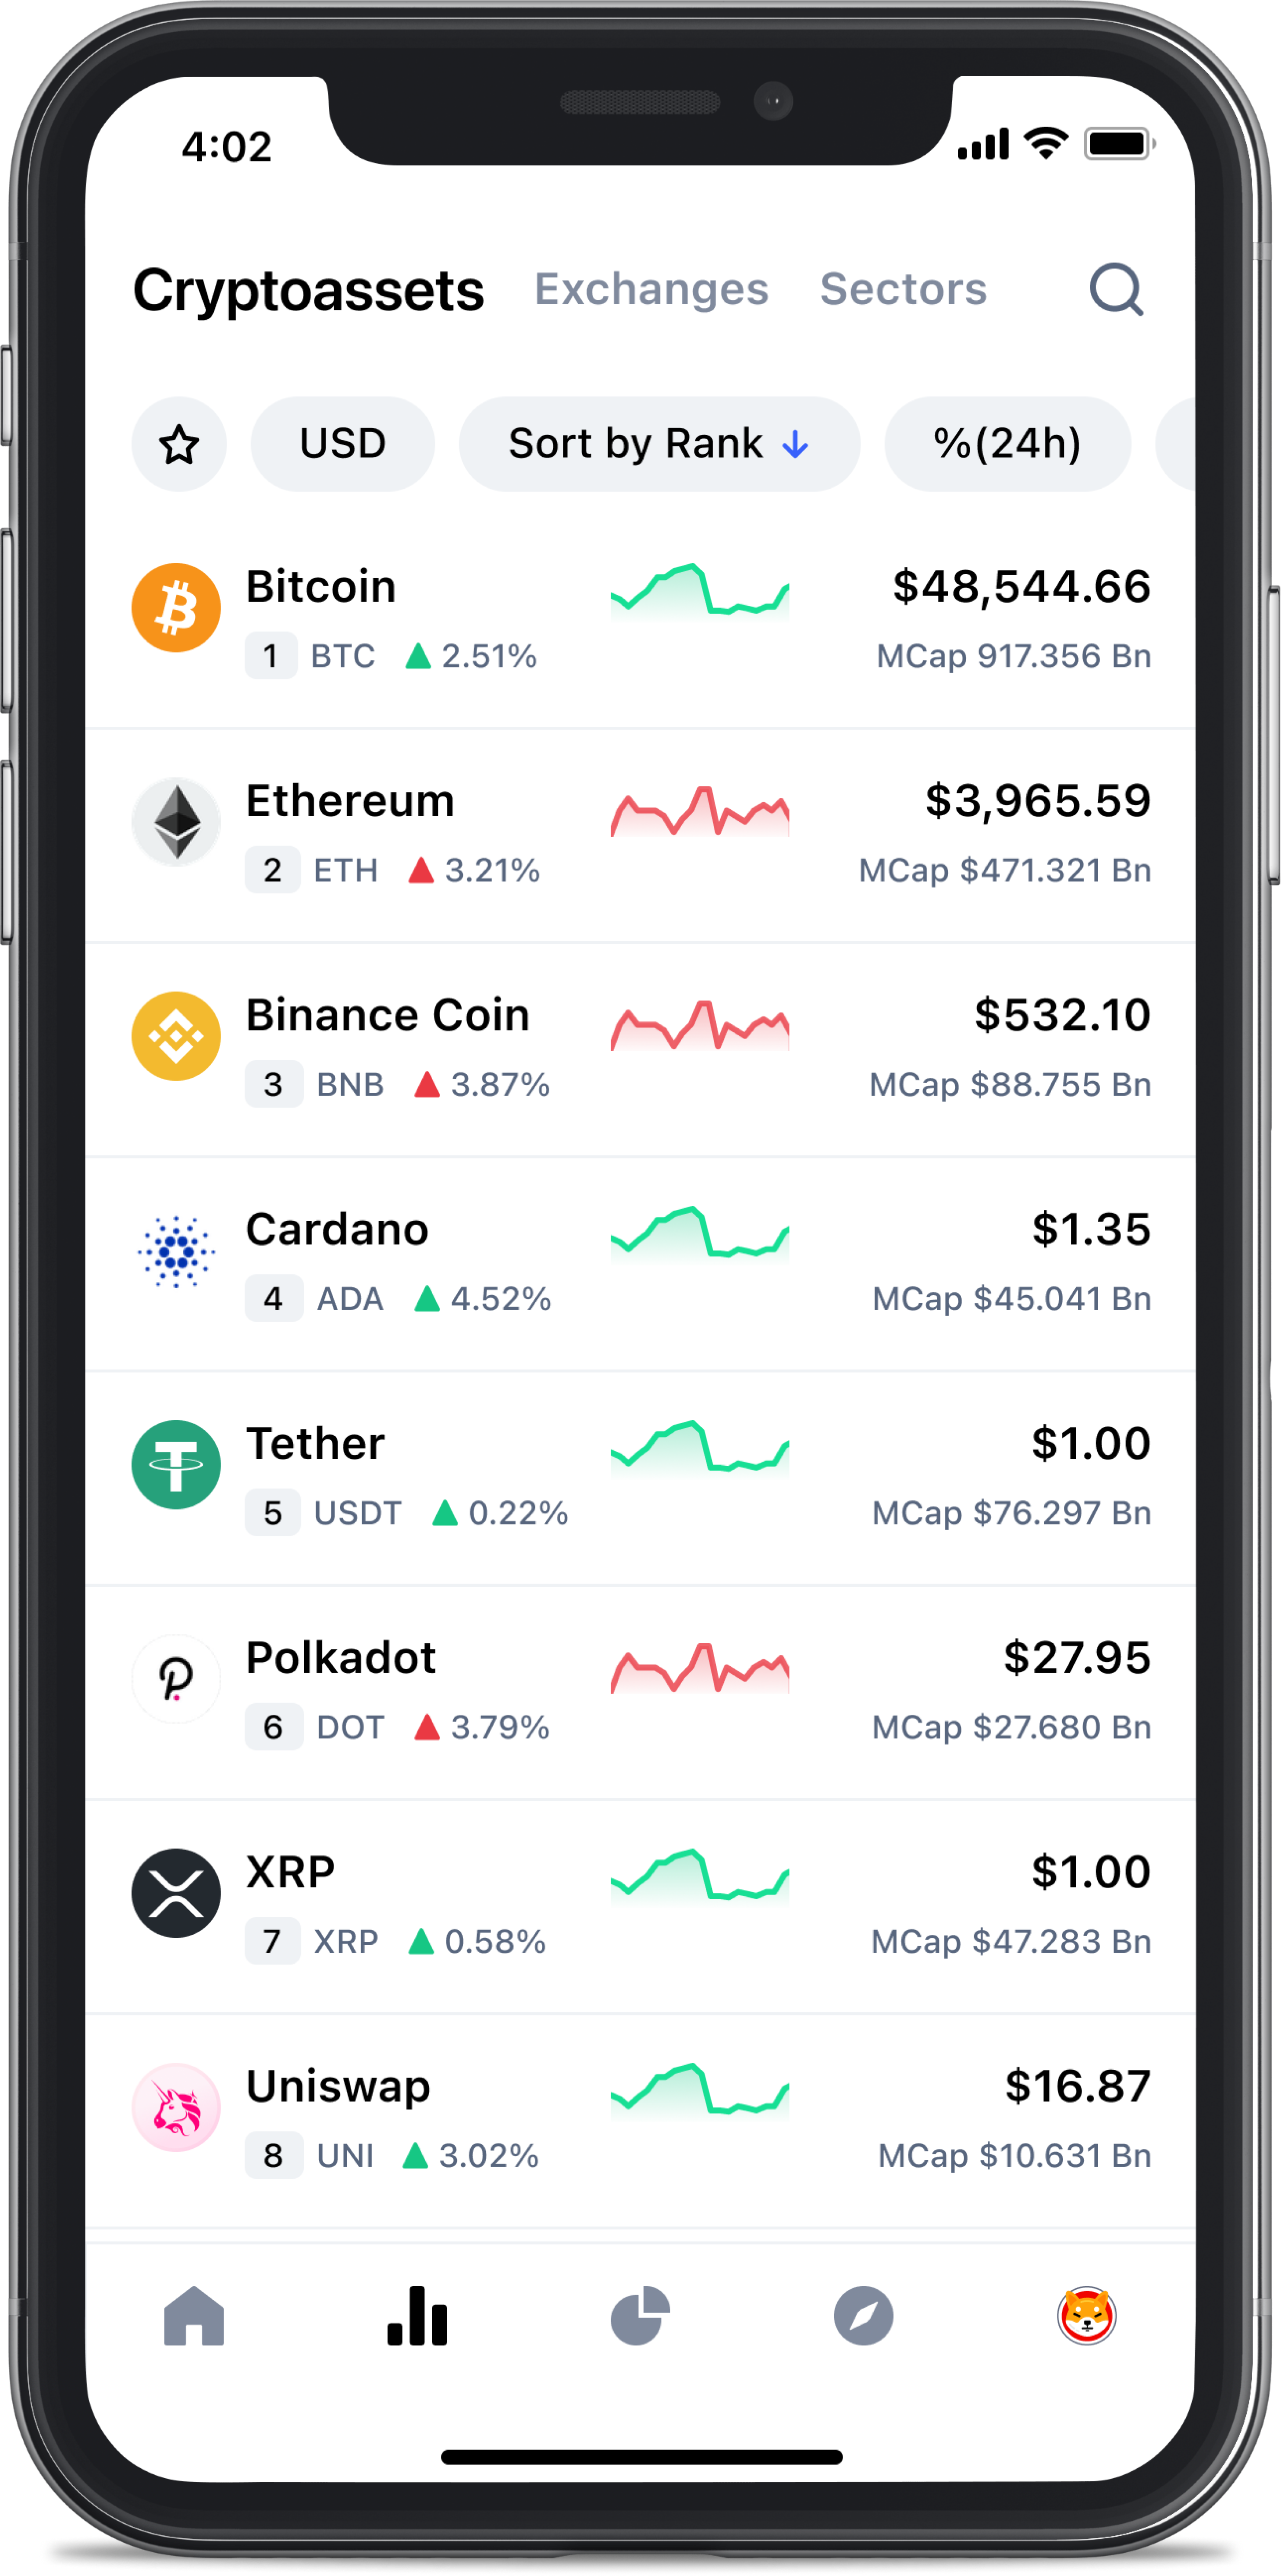 4:02
Cryptoassets Exchanges Sectors
USD Sort by Rank %(24h)
Bitcoin $48,544.66
1 BTC 2.51% MCap 917.356 Bn
Ethereum $3,965.59
2 ETH 3.21% MCap $471.321 Bn
Binance Coin $532.10
3 BNB 3.87% MCap $88.755 Bn
Cardano $1.35
4 ADA 4.52% MCap $45.041 Bn
Tether $1.00
5 USDT 0.22% MCap $76.297 Bn
Polkadot $27.95
6 DOT 3.79% MCap $27.680 Bn
XRP $1.00
7 XRP 0.58% MCap $47.283 Bn
Uniswap $16.87
8 UNI 3.02% MCap $10.631 Bn